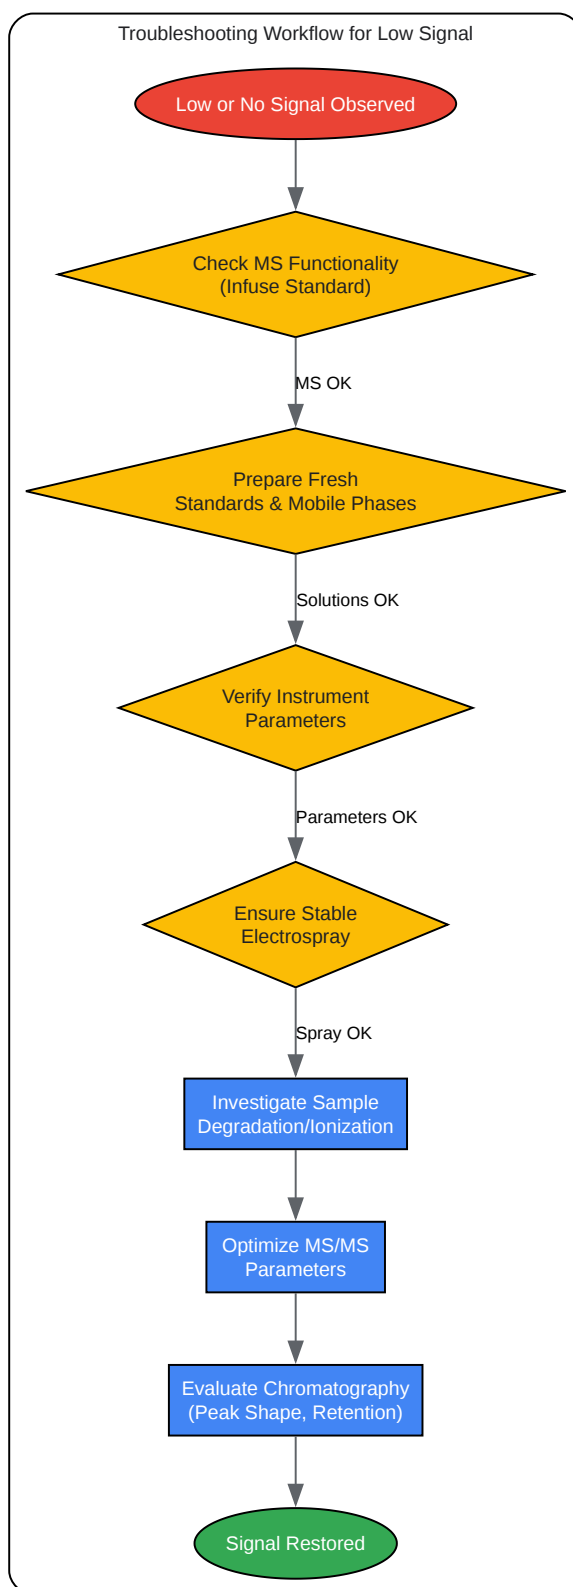 Troubleshooting Workflow for Low Signal
Low or No Signal Observed
Check MS Functionality
(Infuse Standard)
MS OK
Prepare Fresh
Standards & Mobile Phases
Solutions OK
Verify Instrument
Parameters
Parameters OK
Ensure Stable
Electrospray
Spray OK
Investigate Sample
Degradation/Ionization
Optimize MS/MS
Parameters
Evaluate Chromatography
(Peak Shape, Retention)
Signal Restored